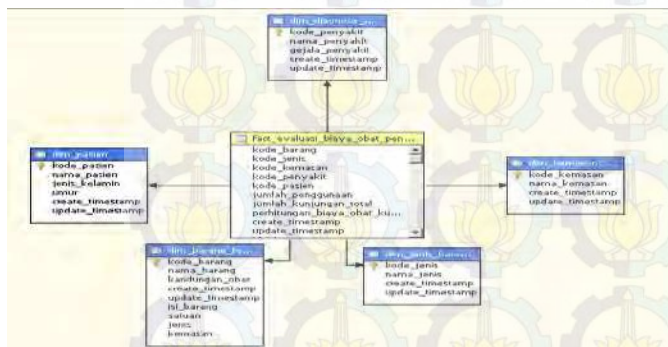 kode_penyakit
nama_penyakit
gejala_penyakit
create_timestamp
update_timestamp
Fact_evaluasi_biaya_obat_pen...
kode_barang
kode_jenis
kode_kemasan
kode_penyakit
kode_pasien
jumlah_penggunaan
jumlah_kunjungan_total
perhitungan_biaya_obat_ku...
create_timestamp
update_timestamp
dim_pasien
kode_pasien
nama_pasien
jenis_kelamin
umur
create_timestamp
update_timestamp
kode_kemasan
nama_kemasan
create_timestamp
update_timestamp
kode_barang
nama_barang
kandungan_obat
create_timestamp
update_timestamp
isi_barang
satuan
jenis
kemasan
kode_jenis
nama_jenis
create_timestamp
update_timestamp